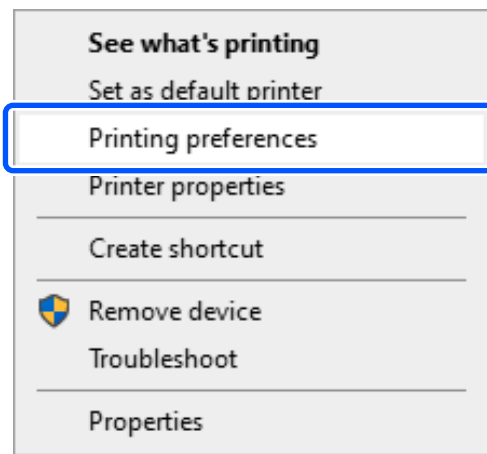 See what's printing
Set as default printer
Printing preferences
Printer properties
Create shortcut
Remove device
Troubleshoot
Properties